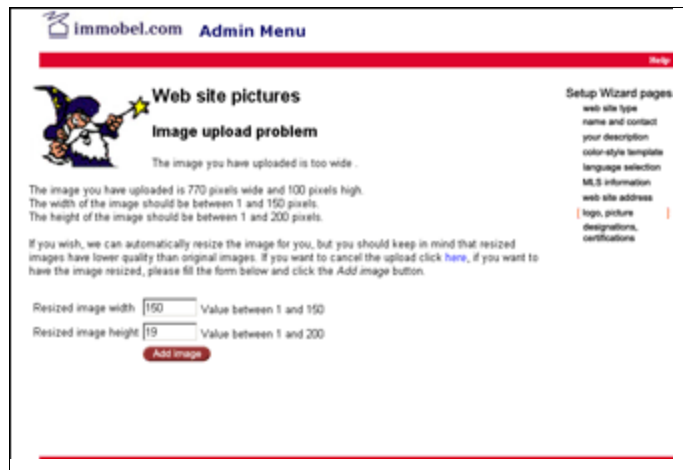 immobel.com Admin Menu
Help
Web site pictures
Image upload problem
The image you have uploaded is too wide .
The image you have uploaded is 770 pixels wide and 100 pixels high.
The width of the image should be between 1 and 150 pixels.
The height of the image should be between 1 and 200 pixels.
If you wish, we can automatically resize the image for you, but you should keep in mind that resized
images have lower quality than original images. If you want to cancel the upload click here, if you want to
have the image resized, please fill the form below and click the Add image button.
Resized image width 150 Value between 1 and 150
Resized image height 19 Value between 1 and 200
Add image
Setup Wizard pages
web site type
name and contact
your description
color-style template
language selection
MLS information
web site address
logo, picture
designations,
certifications